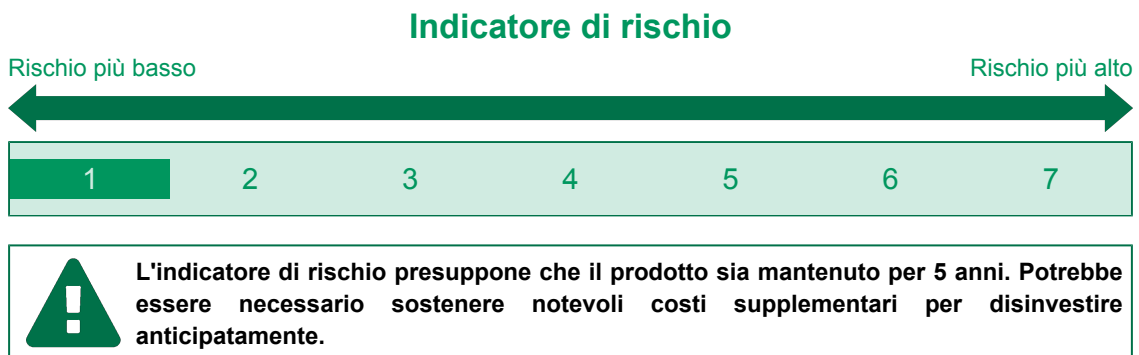 Indicatore di rischio
Rischio più basso
Rischio più alto
1 2 3 4 5 6 7
L'indicatore di rischio presuppone che il prodotto sia mantenuto per 5 anni. Potrebbe
essere necessario sostenere notevoli costi supplementari per disinvestire
anticipatamente.